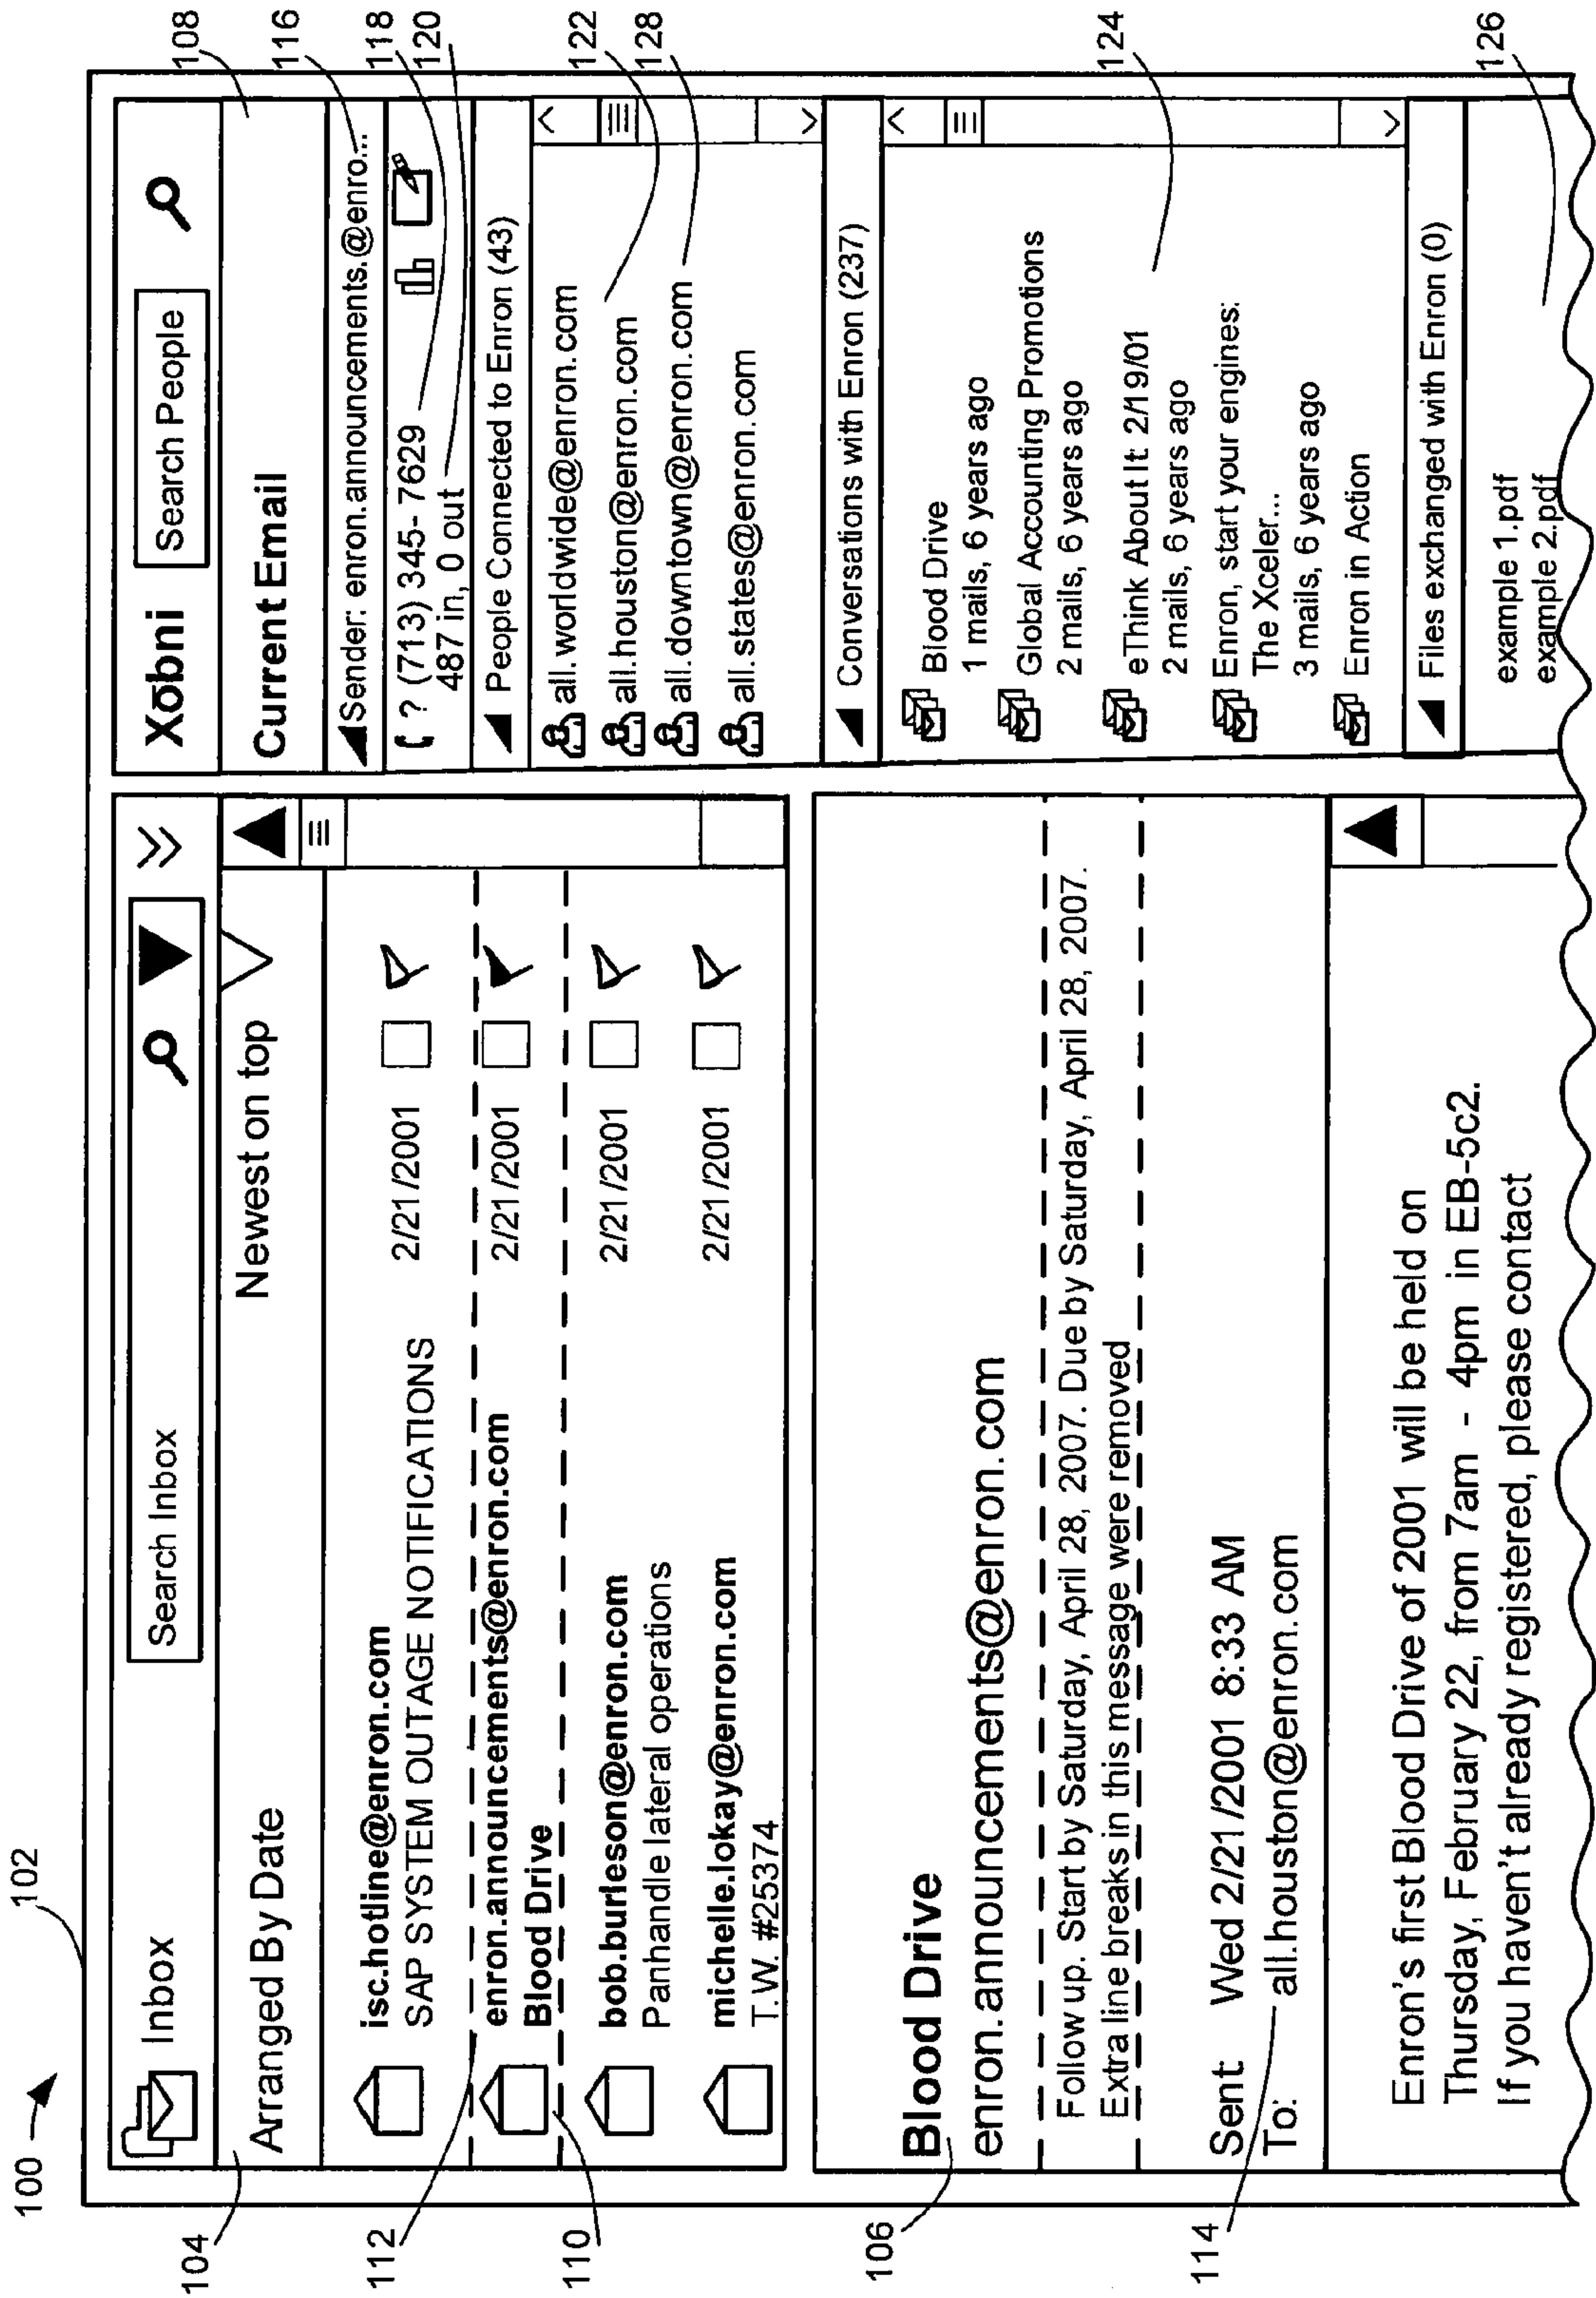 100
102
Inbox
Search Inbox
Arranged By Date
Newest on top
isc.hotline@enron.com
SAP SYSTEM OUTAGE NOTIFICATIONS
2/21/2001
enron.announcements@enron.com
Blood Drive
2/21/2001
bob.burleson@enron.com
Panhandle lateral operations
2/21/2001
michelle.lokay@enron.com
T.W. #25374
2/21/2001
104
112
110
Blood Drive
enron.announcements@enron.com
Follow up. Start by Saturday, April 28, 2007. Due by Saturday, April 28, 2007.
Extra line breaks in this message were removed
Sent Wed 2/21/2001 8:33 AM
To: all.houston@enron.com
Enron's first Blood Drive of 2001 will be held on
Thursday, February 22, from 7am - 4pm in EB-5c2.
If you haven't already registered, please contact
106
114
Xobni
Search People
Current Email
Sender: enron.announcements.@enro...
? (713) 345-7629
487 in, 0 out
People Connected to Enron (43)
all.worldwide@enron.com
all.houston@enron.com
all.downtown@enron.com
all.states@enron.com
Conversations with Enron (237)
Blood Drive
1 mails, 6 years ago
Global Accounting Promotions
2 mails, 6 years ago
eThink About It: 2/19/01
2 mails, 6 years ago
Enron, start your engines:
The Xceler...
3 mails, 6 years ago
Enron in Action
Files exchanged with Enron (0)
example 1.pdf
example 2.pdf
108
116
118
120
122
128
124
126